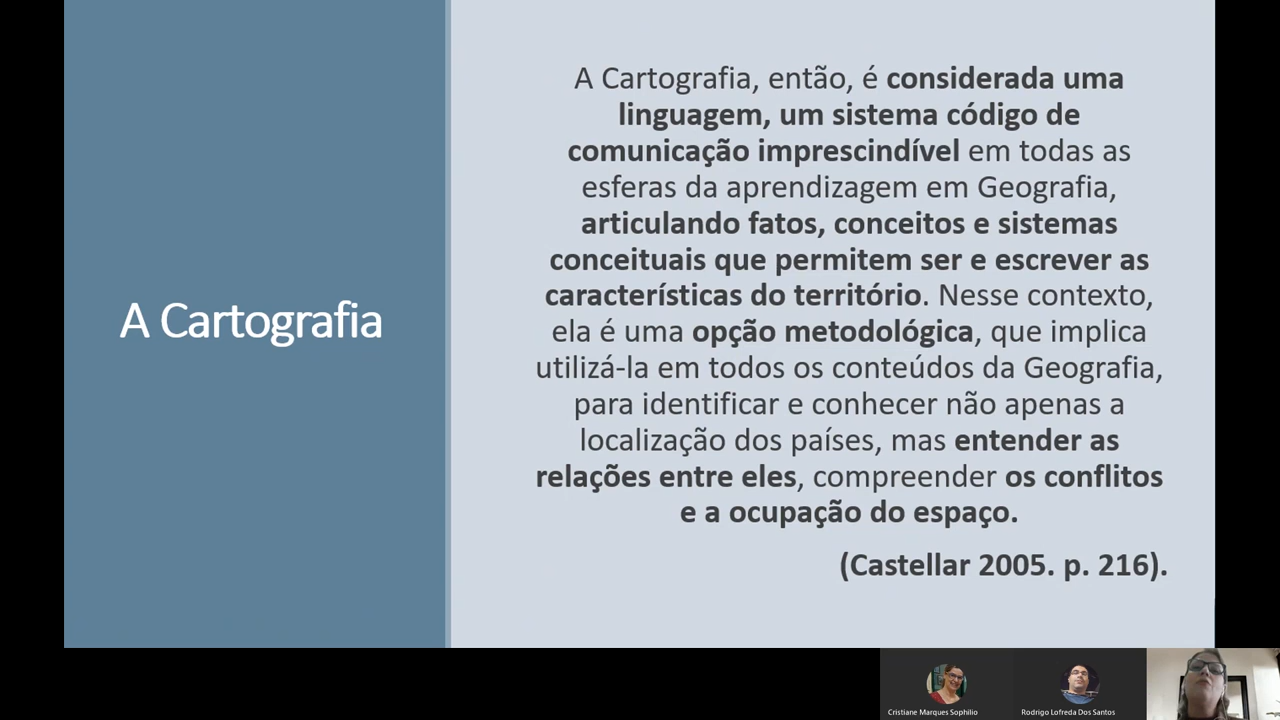 A Cartografia
A Cartografia, então, é considerada uma
linguagem, um sistema código de
comunicação imprescindível em todas as
esferas da aprendizagem em Geografia,
articulando fatos, conceitos e sistemas
conceituais que permitem ser e escrever as
características do território. Nesse contexto,
ela é uma opção metodológica, que implica
utilizá-la em todos os conteúdos da Geografia,
para identificar e conhecer não apenas a
localização dos países, mas entender as
relações entre eles, compreender os conflitos
e a ocupação do espaço.
(Castellar 2005. p. 216).
Cristiane Marques Sophilio
Rodrigo Lofreda Dos Santos